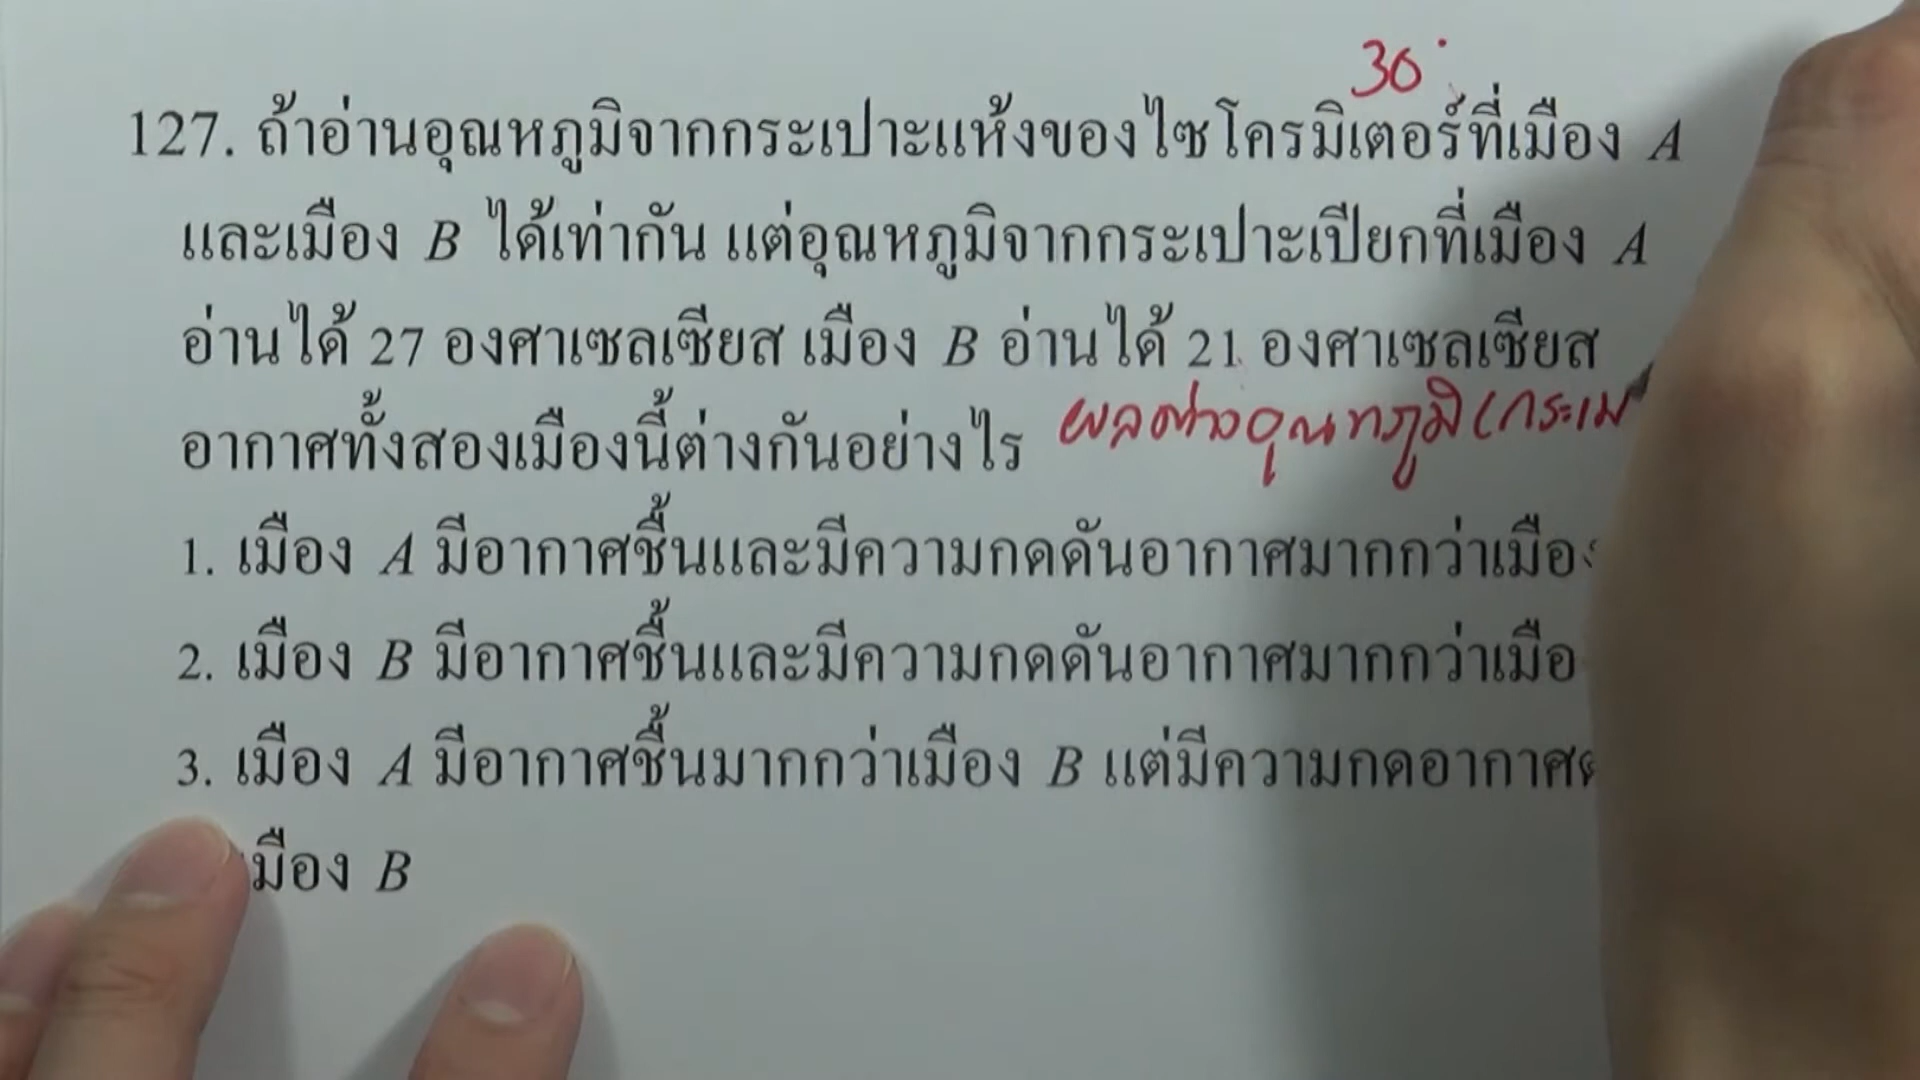 30°
127. ถ้าอ่านอุณหภูมิจากกระเปาะแห้งของไซโครมิเตอร์ที่เมือง A
และเมือง B ได้เท่ากัน แต่อุณหภูมิจากกระเปาะเปียกที่เมือง A
อ่านได้ 27 องศาเซลเซียส เมือง B อ่านได้ 21 องศาเซลเซียส
อากาศทั้งสองเมืองนี้ต่างกันอย่างไร ผลต่างอุณหภูมิ
1. เมือง A มีอากาศชื้นและมีความกดดันอากาศมากกว่าเมือง
2. เมือง B มีอากาศชื้นและมีความกดดันอากาศมากกว่า
3. เมือง A มีอากาศชื้นมากกว่าเมือง B แต่มีความกดอากาศ
เมือง B